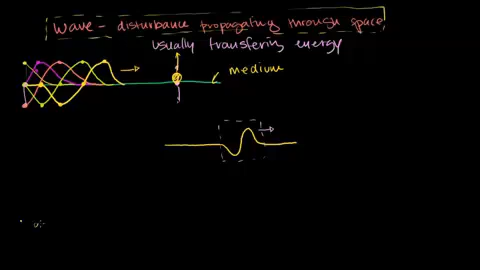 Wave - disturbance propagating through space
usually transferring energy
medium